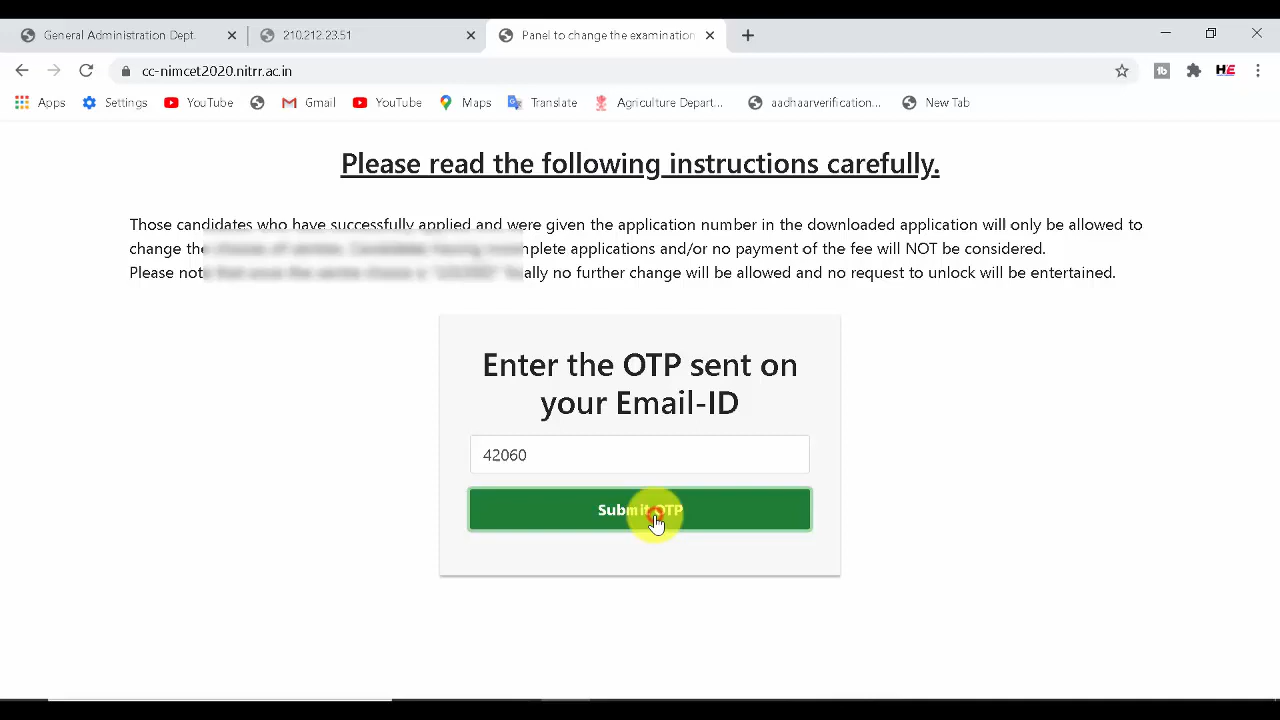 General Administration Dept.
210.212.23.51
Panel to change the examination
cc-nimcet2020.nitrr.ac.in
Apps
Settings
YouTube
Gmail
YouTube
Maps
Translate
Agriculture Depart...
aadhaarverification...
New Tab
Please read the following instructions carefully.
Those candidates who have successfully applied and were given the application number in the downloaded application will only be allowed to
change the plete applications and/or no payment of the fee will NOT be considered.
Please note ally no further change will be allowed and no request to unlock will be entertained.
Enter the OTP sent on
your Email-ID
42060
Submit OTP